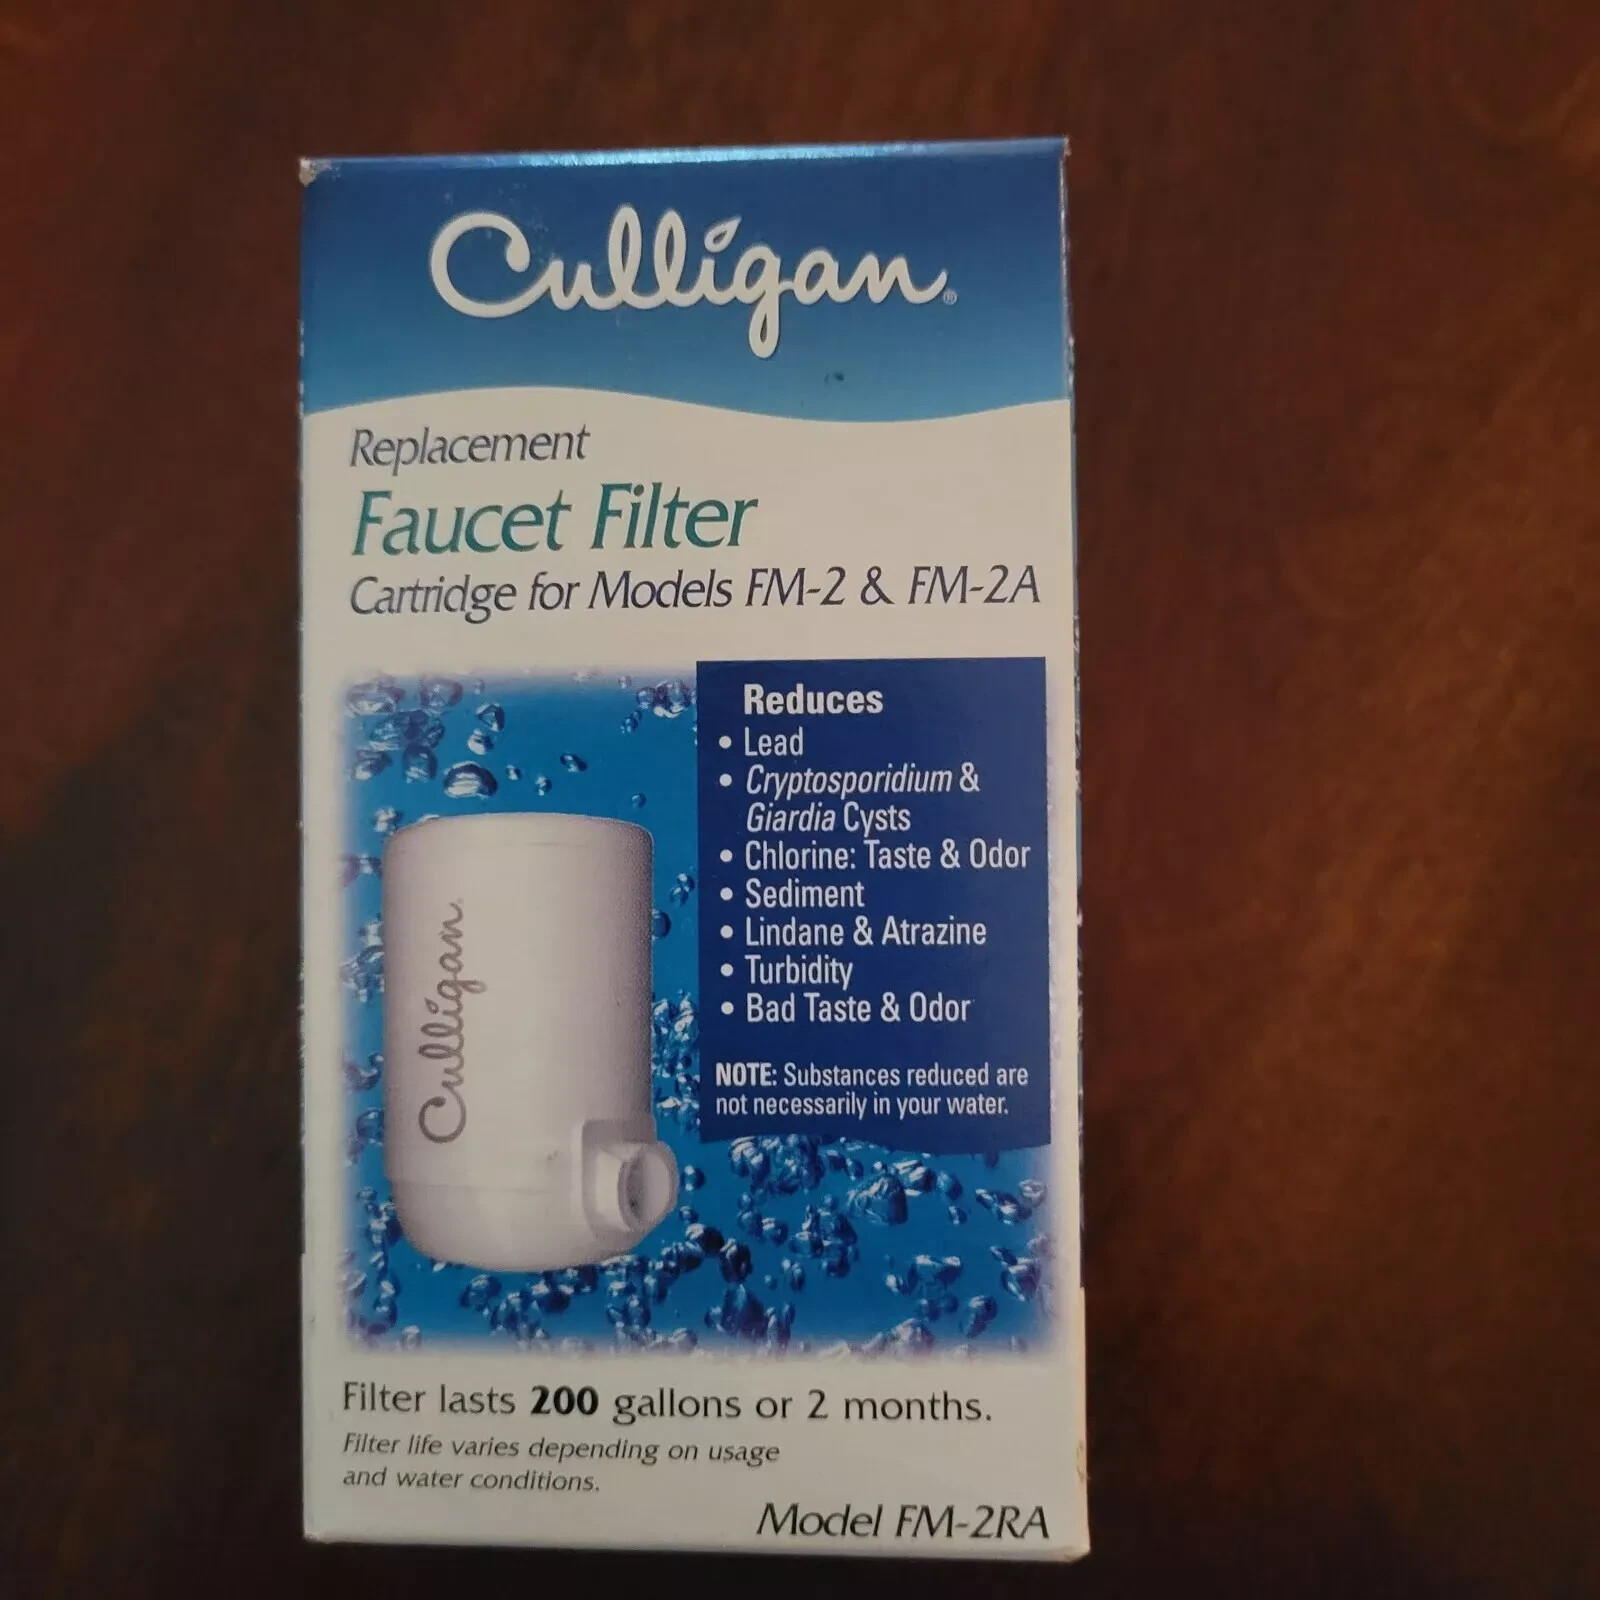 Culligan®
Replacement
Faucet Filter
Cartridge for Models FM-2 & FM-2A
Reduces
• Lead
• Cryptosporidium &
Giardia Cysts
• Chlorine: Taste & Odor
• Sediment
• Lindane & Atrazine
• Turbidity
• Bad Taste & Odor
NOTE: Substances reduced are
not necessarily in your water.
Culligan
Filter lasts 200 gallons or 2 months.
Filter life varies depending on usage
and water conditions.
Model FM-2RA